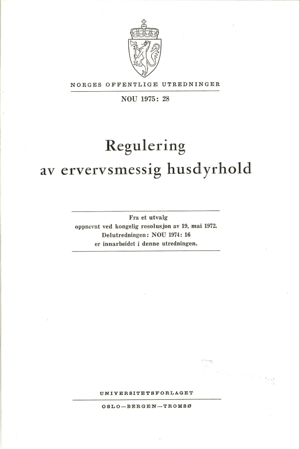 NORGES OFFENTLIGE UTREDNINGER
NOU 1975: 28
Regulering
av ervervsmessig husdyrhold
Fra et utvalg
oppnevnt ved kongelig resolusjon av 19. mai 1972.
Delutredningen: NOU 1974: 16
er innarbeidet i denne utredningen.
UNIVERSITETSFORLAGET
OSLO—BERGEN—TROMSØ